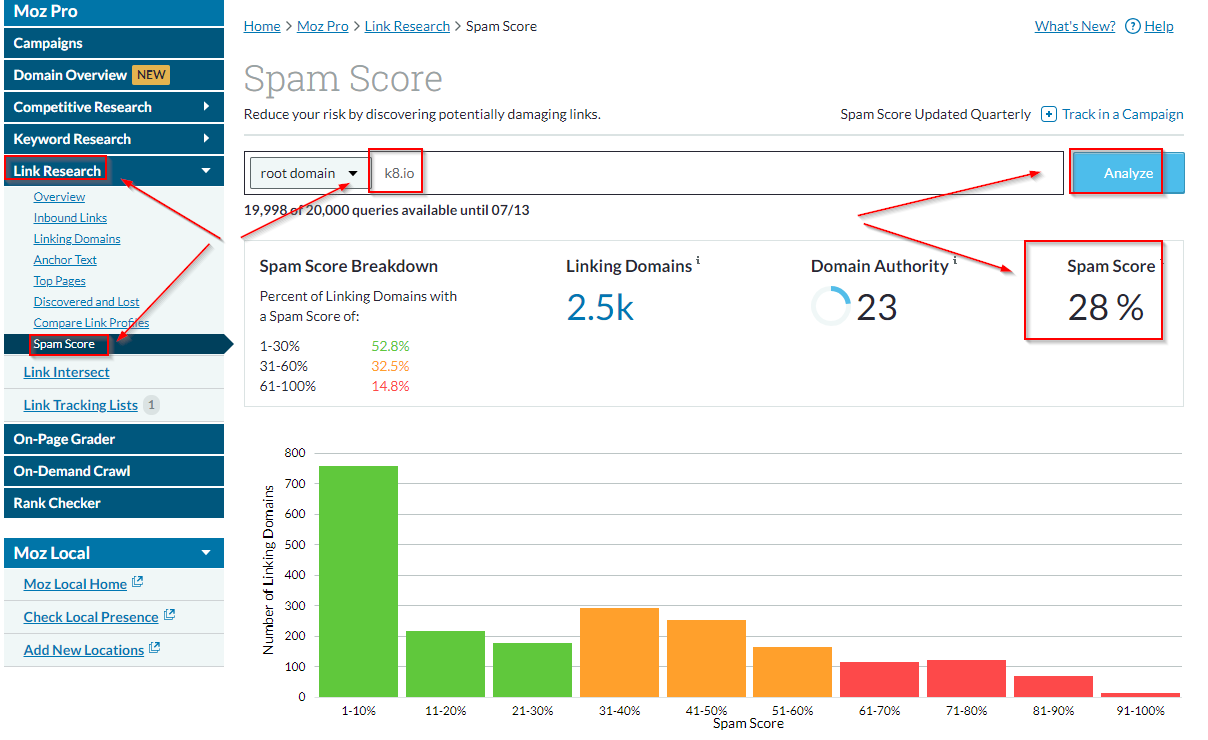 Moz Pro
Campaigns
Domain Overview NEW
Competitive Research
Keyword Research
Link Research
Overview
Inbound Links
Linking Domains
Anchor Text
Top Pages
Discovered and Lost
Compare Link Profiles
Spam Score
Link Intersect
Link Tracking Lists 1
On-Page Grader
On-Demand Crawl
Rank Checker
Moz Local
Moz Local Home
Check Local Presence
Add New Locations
Home > Moz Pro > Link Research > Spam Score
What's New? ? Help
Spam Score
Reduce your risk by discovering potentially damaging links.
Spam Score Updated Quarterly + Track in a Campaign
root domain k8.io Analyze
19,998 of 20,000 queries available until 07/13
Spam Score Breakdown
Percent of Linking Domains with
a Spam Score of:
1-30% 52.8%
31-60% 32.5%
61-100% 14.8%
Linking Domains i
2.5k
Domain Authority i
23
Spam Score i
28 %
Number of Linking Domains
800
700
600
500
400
300
200
100
0
1-10% 11-20% 21-30% 31-40% 41-50% 51-60% 61-70% 71-80% 81-90% 91-100%
Spam Score